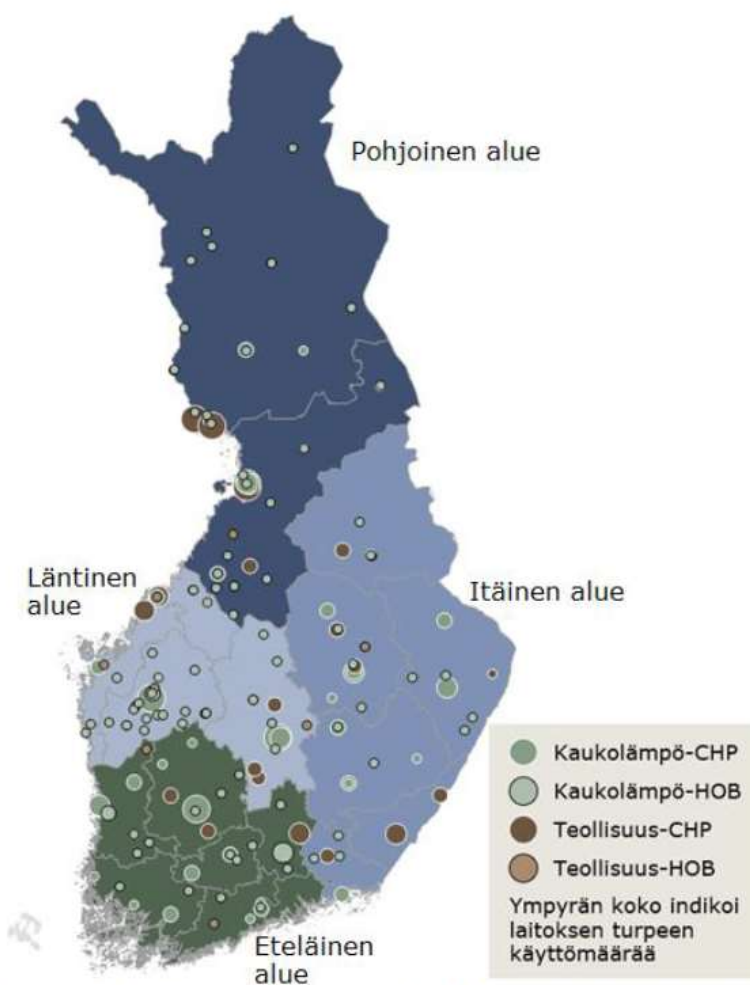 Pohjoinen alue
Läntinen
alue
Itäinen alue
Kaukolämpö-CHP
Kaukolämpö-HOB
Teollisuus-CHP
Teollisuus-HOB
Ympyrän koko indikoi
laitoksen turpeen
käyttömäärää
Eteläinen
alue